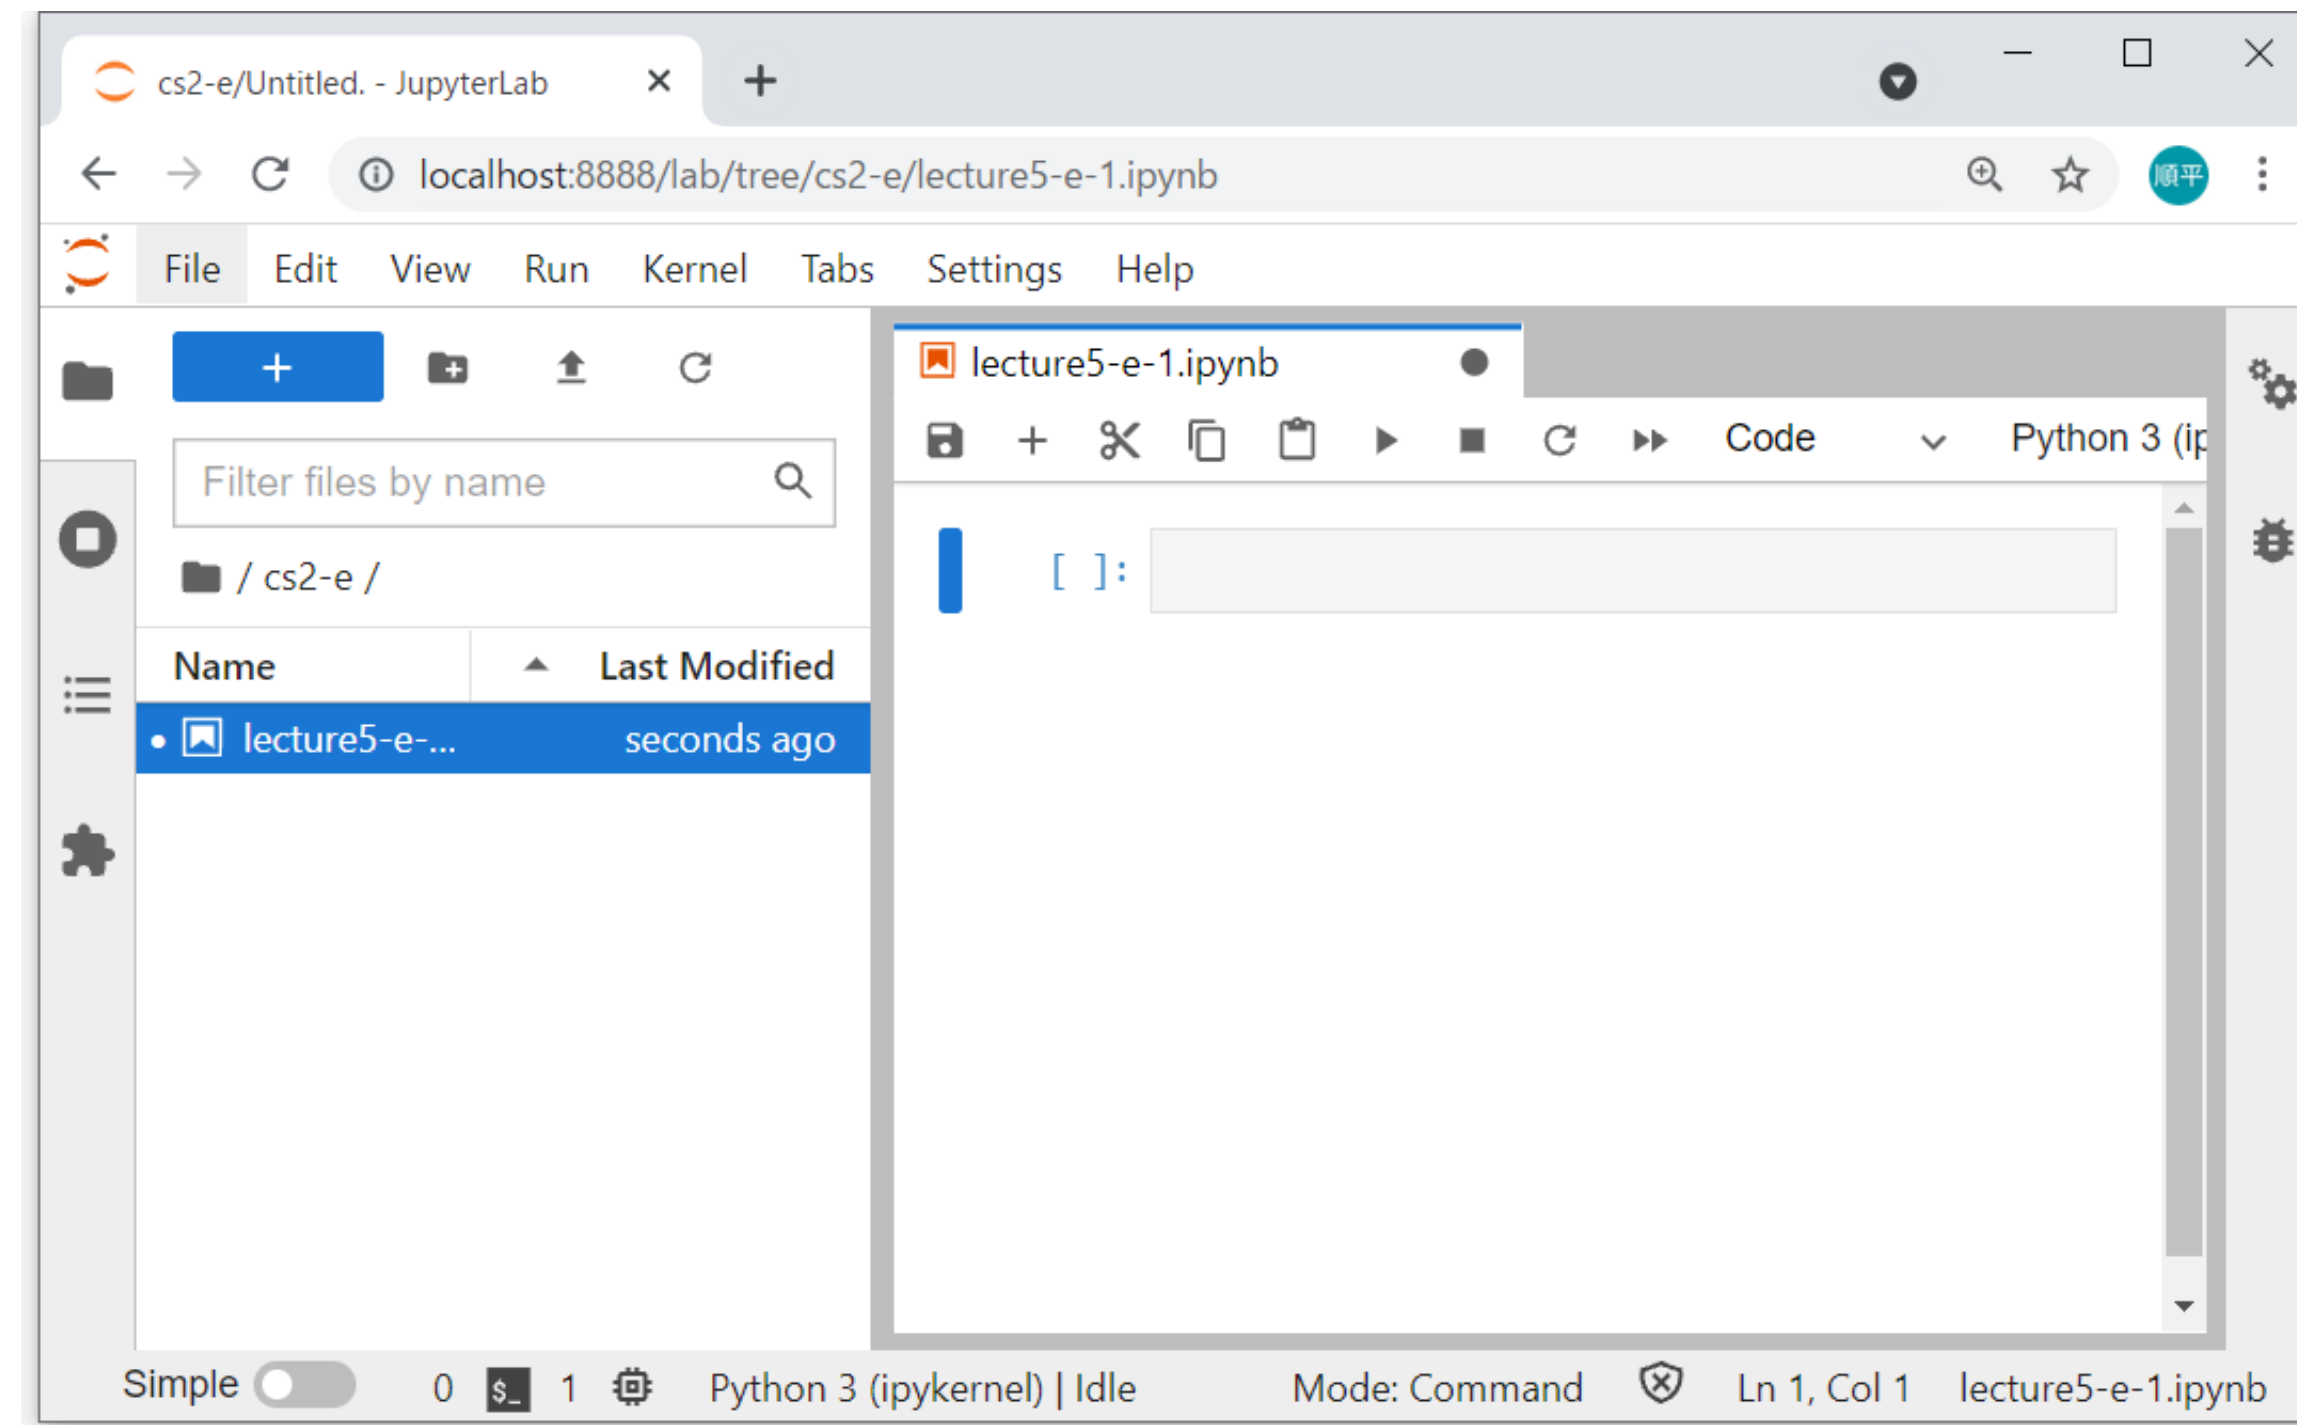 cs2-e/Untitled. - JupyterLab
localhost:8888/lab/tree/cs2-e/lecture5-e-1.ipynb
順平
File Edit View Run Kernel Tabs Settings Help
lecture5-e-1.ipynb
Code Python 3 (ip
Filter files by name
/ cs2-e /
[ ]:
Name Last Modified
lecture5-e-... seconds ago
Simple 0 $_ 1 Python 3 (ipykernel) | Idle Mode: Command Ln 1, Col 1 lecture5-e-1.ipynb